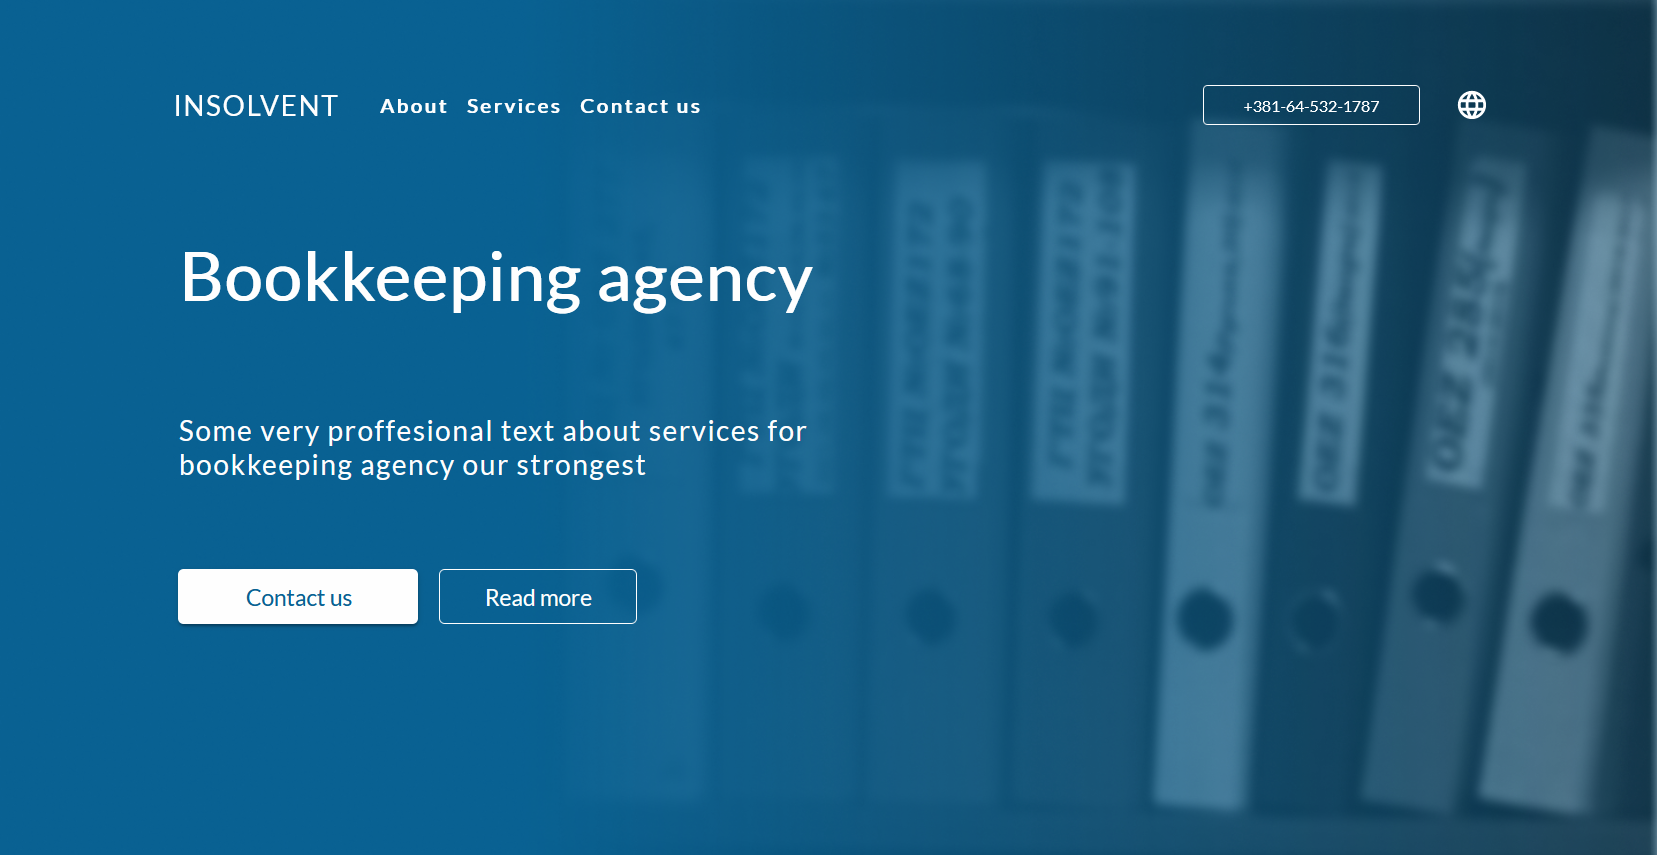 INSOLVENT About Services Contact us +381-64-532-1787
Bookkeeping agency
Some very proffesional text about services for
bookkeeping agency our strongest
Contact us Read more